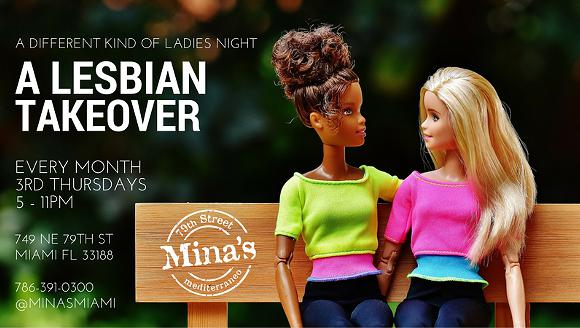 A DIFFERENT KIND OF LADIES NIGHT
A LESBIAN
TAKEOVER
EVERY MONTH
3RD THURSDAYS
5 - 11PM
749 NE 79TH ST
MIAMI FL 33188
786-391-0300
@MINASMIAMI
79th Street
Mina's
mediterraneo